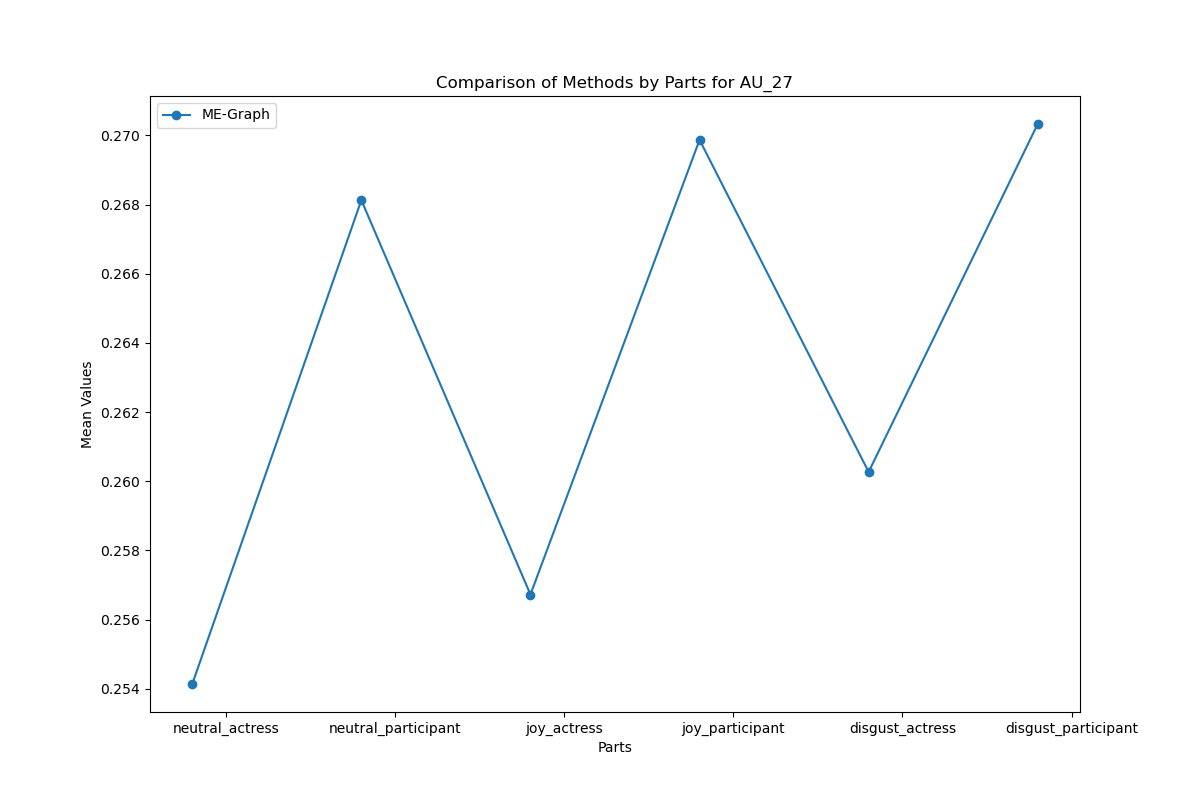 Comparison of Methods by Parts for AU_27
ME-Graph
0.270
0.268
0.266
0.264
0.262
0.260
0.258
0.256
0.254
Mean Values
neutral_actress neutral_participant joy_actress joy_participant disgust_actress disgust_participant
Parts